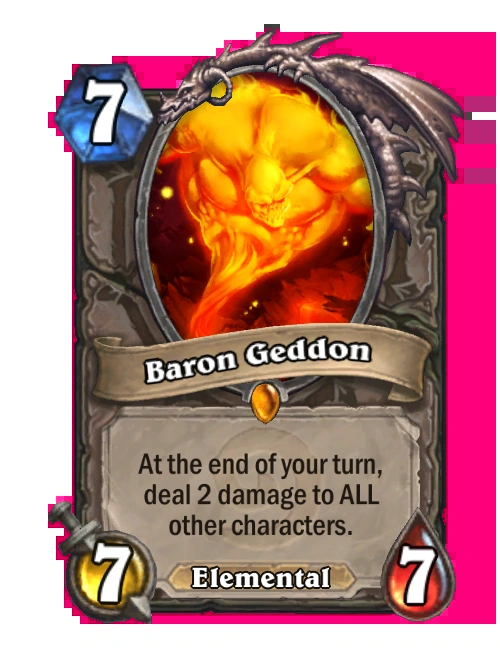 7
Baron Geddon
At the end of your turn,
deal 2 damage to ALL
other characters.
7
Elemental
7